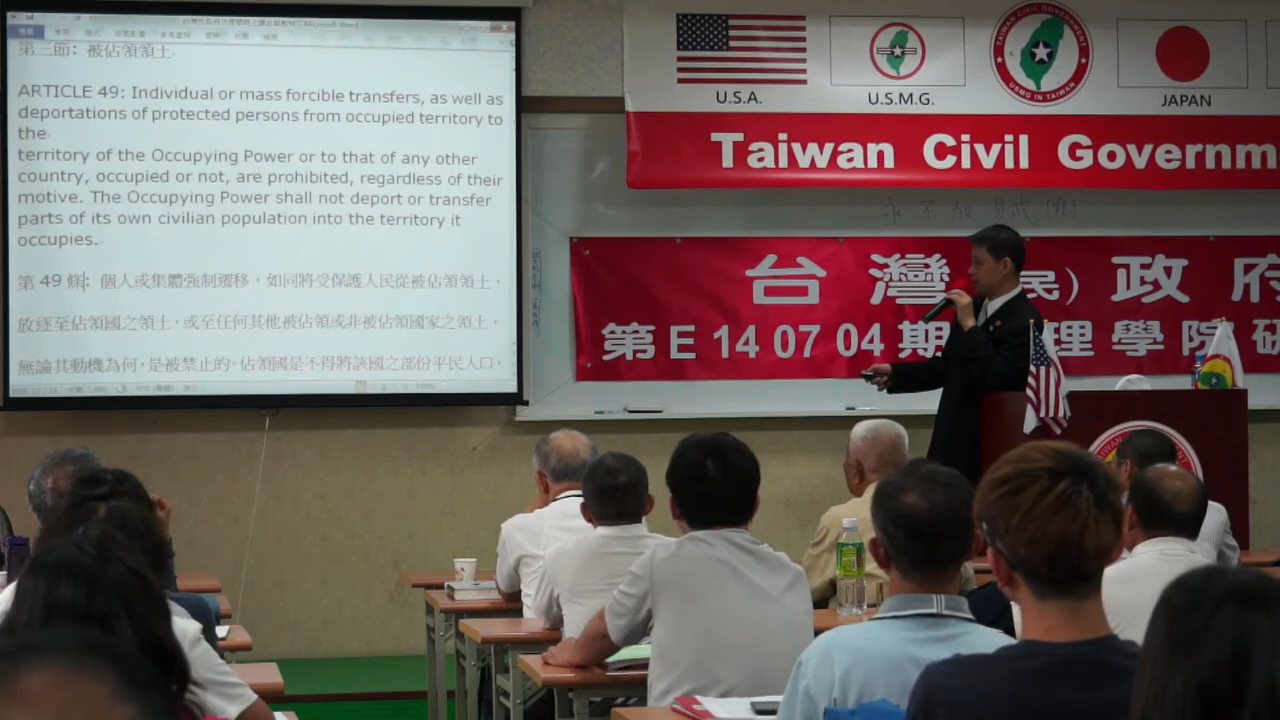 第三節: 被佔領領土
ARTICLE 49: Individual or mass forcible transfers, as well as
deportations of protected persons from occupied territory to
the
territory of the Occupying Power or to that of any other
country, occupied or not, are prohibited, regardless of their
motive. The Occupying Power shall not deport or transfer
parts of its own civilian population into the territory it
occupies.
第 49 條: 個人或集體強制遷移，如同將受保護人民從被佔領領土，
放逐至佔領國之領土，或至任何其他被佔領或非被佔領國家之領土，
無論其動機為何，是被禁止的。佔領國是不得將該國之部份平民人口，
U.S.A.
U.S.M.G.
TAIWAN CIVIL GOVERNMENT
USMG IN TAIWAN
JAPAN
Taiwan Civil Governm
台灣 民) 政府
第 E 14 07 04 期 理學院研